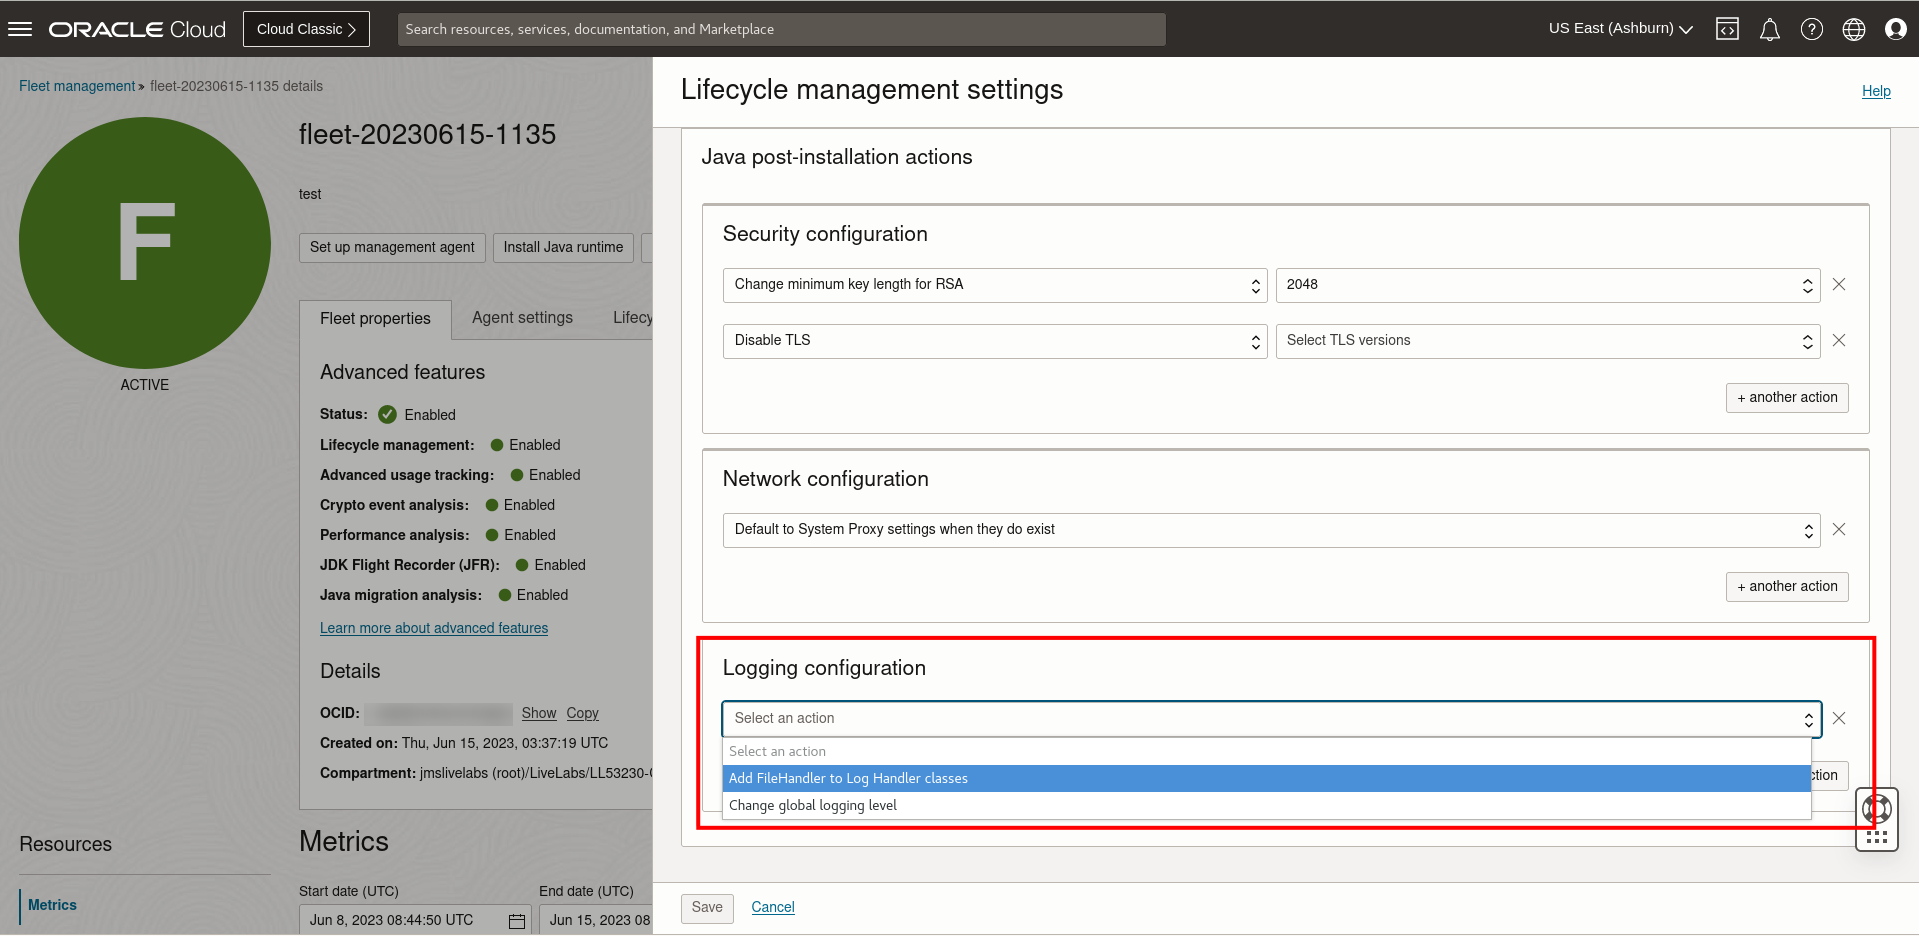 ORACLE Cloud
Cloud Classic
Search resources, services, documentation, and Marketplace
US East (Ashburn)
Fleet management » fleet-20230615-1135 details
F
ACTIVE
fleet-20230615-1135
test
Set up management agent
Install Java runtime
Fleet properties
Agent settings
Lifecy
Advanced features
Status: Enabled
Lifecycle management: Enabled
Advanced usage tracking: Enabled
Crypto event analysis: Enabled
Performance analysis: Enabled
JDK Flight Recorder (JFR): Enabled
Java migration analysis: Enabled
Learn more about advanced features
Details
OCID: Show Copy
Created on: Thu, Jun 15, 2023, 03:37:19 UTC
Compartment: jmslivelabs (root)/LiveLabs/LL53230-
Resources
Metrics
Metrics
Start date (UTC)
End date (UTC)
Jun 8, 2023 08:44:50 UTC
Jun 15, 2023 08
Lifecycle management settings
Help
Java post-installation actions
Security configuration
Change minimum key length for RSA
2048
Disable TLS
Select TLS versions
+ another action
Network configuration
Default to System Proxy settings when they do exist
+ another action
Logging configuration
Select an action
Select an action
Add FileHandler to Log Handler classes
Change global logging level
ction
Save
Cancel